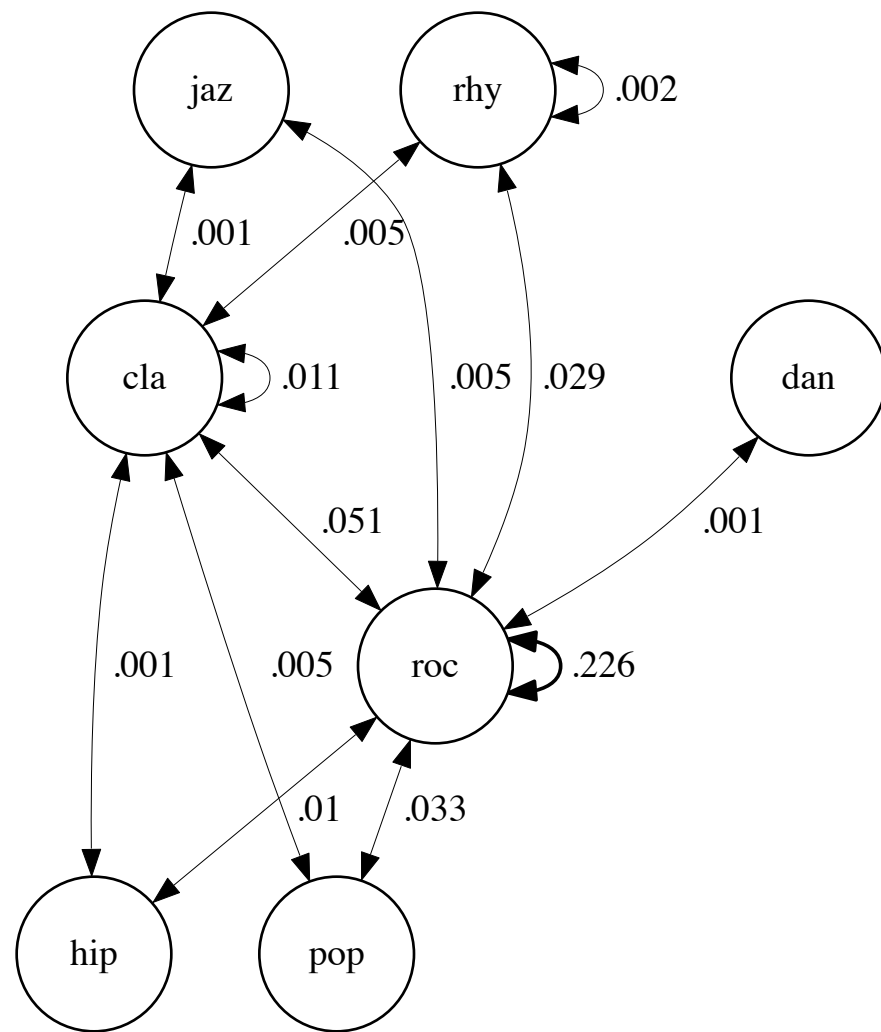 jaz
rhy
.002
.001
.005
cla
.011
.005
.029
dan
.051
.001
.001
.005
roc
.226
.01
.033
hip
pop